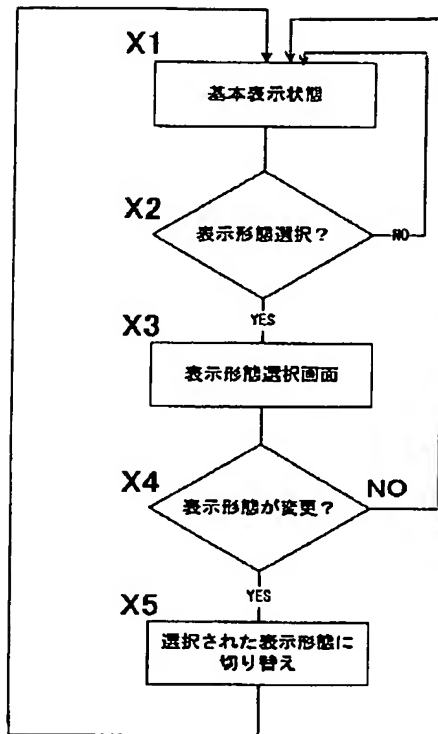 X1
基本表示状態
X2
表示形態選択？
NO
YES
X3
表示形態選択画面
X4
表示形態が変更？
NO
YES
X5
選択された表示形態に
切り替え